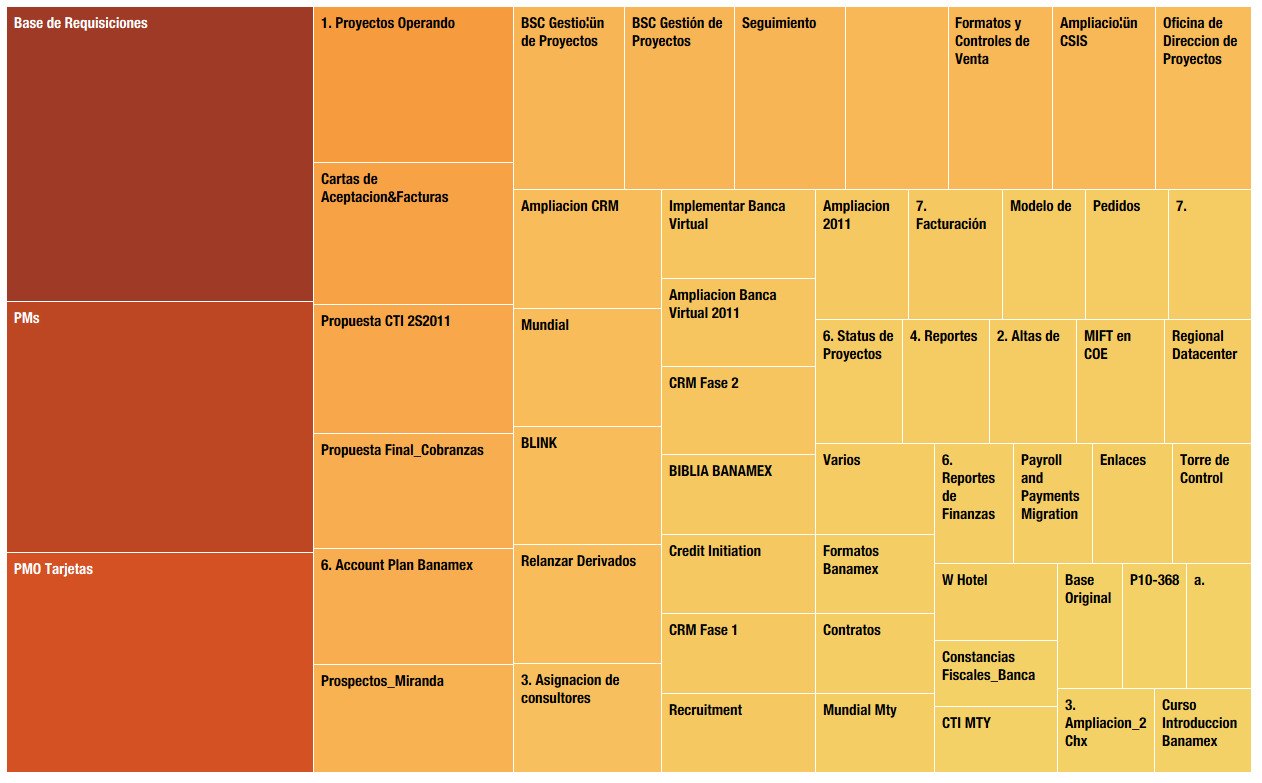 Base de Requisiciones
PMs
PMO Tarjetas
1. Proyectos Operando
Cartas de
Aceptacion&Facturas
Propuesta CTI 2S2011
Propuesta Final_Cobranzas
6. Account Plan Banamex
Prospectos_Miranda
BSC Gestio¦ün
de Proyectos
BSC Gestión de
Proyectos
Seguimiento
Formatos y
Controles de
Venta
Ampliacio¦ün
CSIS
Oficina de
Direccion de
Proyectos
Ampliacion CRM
Mundial
BLINK
Relanzar Derivados
3. Asignacion de
consultores
Implementar Banca
Virtual
Ampliacion Banca
Virtual 2011
CRM Fase 2
BIBLIA BANAMEX
Credit Initiation
CRM Fase 1
Recruitment
Ampliacion
2011
7.
Facturación
Modelo de
Pedidos
7.
6. Status de
Proyectos
4. Reportes
2. Altas de
MIFT en
COE
Regional
Datacenter
Varios
Formatos
Banamex
Contratos
Mundial Mty
6.
Reportes
de
Finanzas
Payroll
and
Payments
Migration
Enlaces
Torre de
Control
W Hotel
Constancias
Fiscales_Banca
CTI MTY
Base
Original
P10-368
a.
3.
Ampliacion_2
Chx
Curso
Introduccion
Banamex